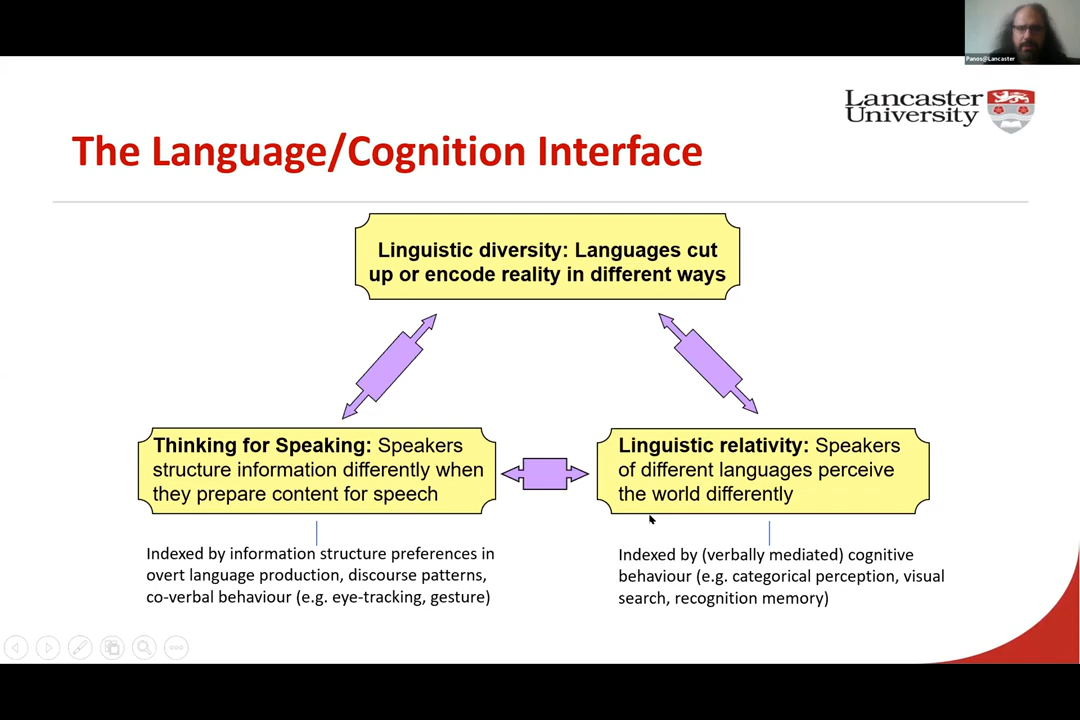 Panos@Lancaster
Lancaster
University
The Language/Cognition Interface
Linguistic diversity: Languages cut
up or encode reality in different ways
Thinking for Speaking: Speakers
structure information differently when
they prepare content for speech
Linguistic relativity: Speakers
of different languages perceive
the world differently
Indexed by information structure preferences in
overt language production, discourse patterns,
co-verbal behaviour (e.g. eye-tracking, gesture)
Indexed by (verbally mediated) cognitive
behaviour (e.g. categorical perception, visual
search, recognition memory)